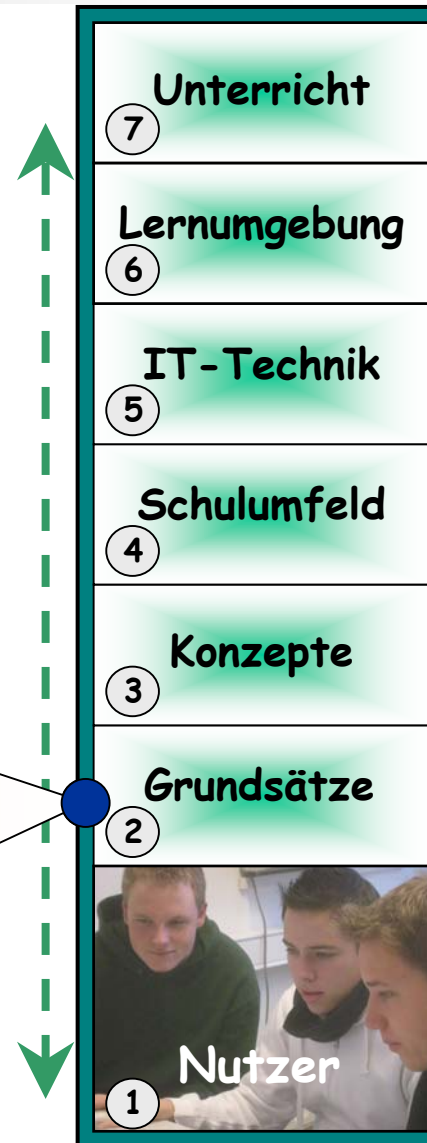 Unterricht
7
Lernumgebung
6
IT-Technik
5
Schulumfeld
4
Konzepte
3
Grundsätze
2
Nutzer
1